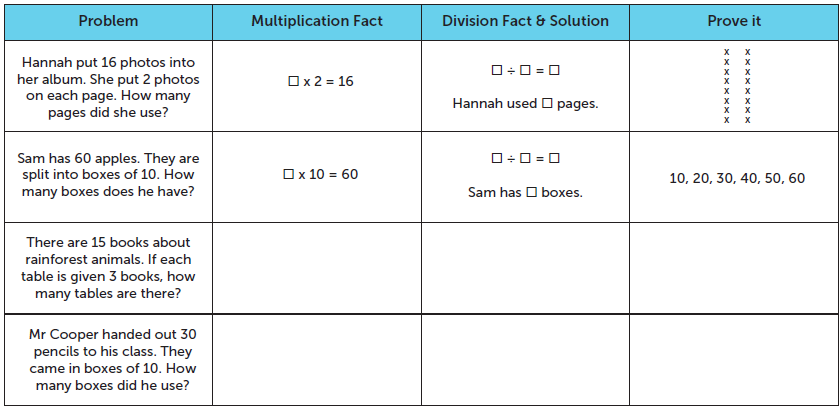 Problem Multiplication Fact Division Fact & Solution Prove it
Hannah put 16 photos into
her album. She put 2 photos
on each page. How many
pages did she use?
□ x 2 = 16
□ ÷ □ = □
Hannah used □ pages.
x x
x x
x x
x x
x x
x x
x x
x x
Sam has 60 apples. They are
split into boxes of 10. How
many boxes does he have?
□ x 10 = 60
□ ÷ □ = □
Sam has □ boxes.
10, 20, 30, 40, 50, 60
There are 15 books about
rainforest animals. If each
table is given 3 books, how
many tables are there?
Mr Cooper handed out 30
pencils to his class. They
came in boxes of 10. How
many boxes did he use?